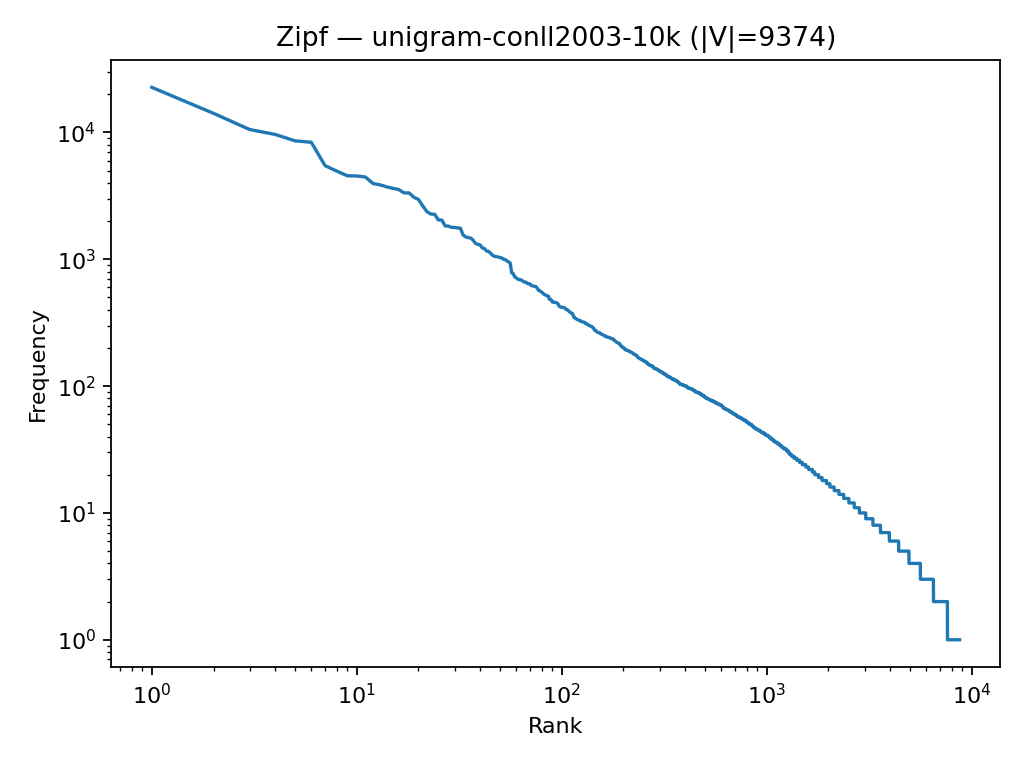 Zipf — unigram-conll2003-10k (|V|=9374)
Frequency
10⁴
10³
10²
10¹
10⁰
10⁰ 10¹ 10² 10³ 10⁴
Rank